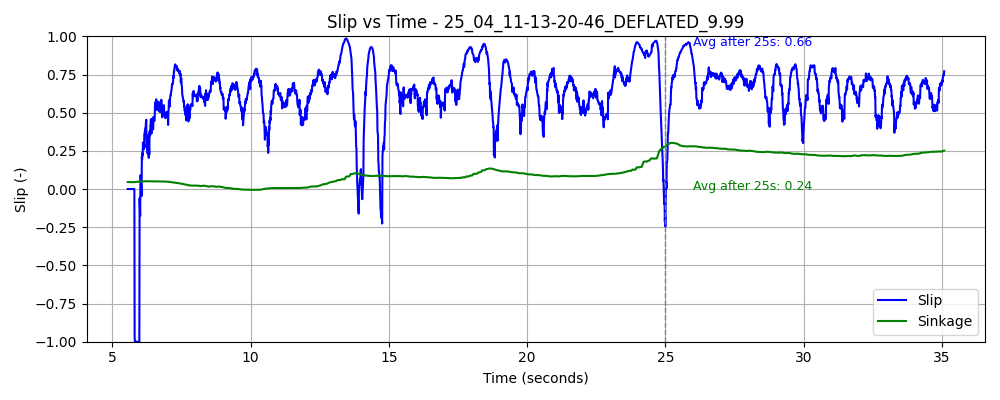 Slip vs Time - 25_04_11-13-20-46_DEFLATED_9.99
1.00
0.75
0.50
0.25
0.00
−0.25
−0.50
−0.75
−1.00
Slip (-)
Avg after 25s: 0.66
Avg after 25s: 0.24
Slip
Sinkage
5
10
15
20
25
30
35
Time (seconds)